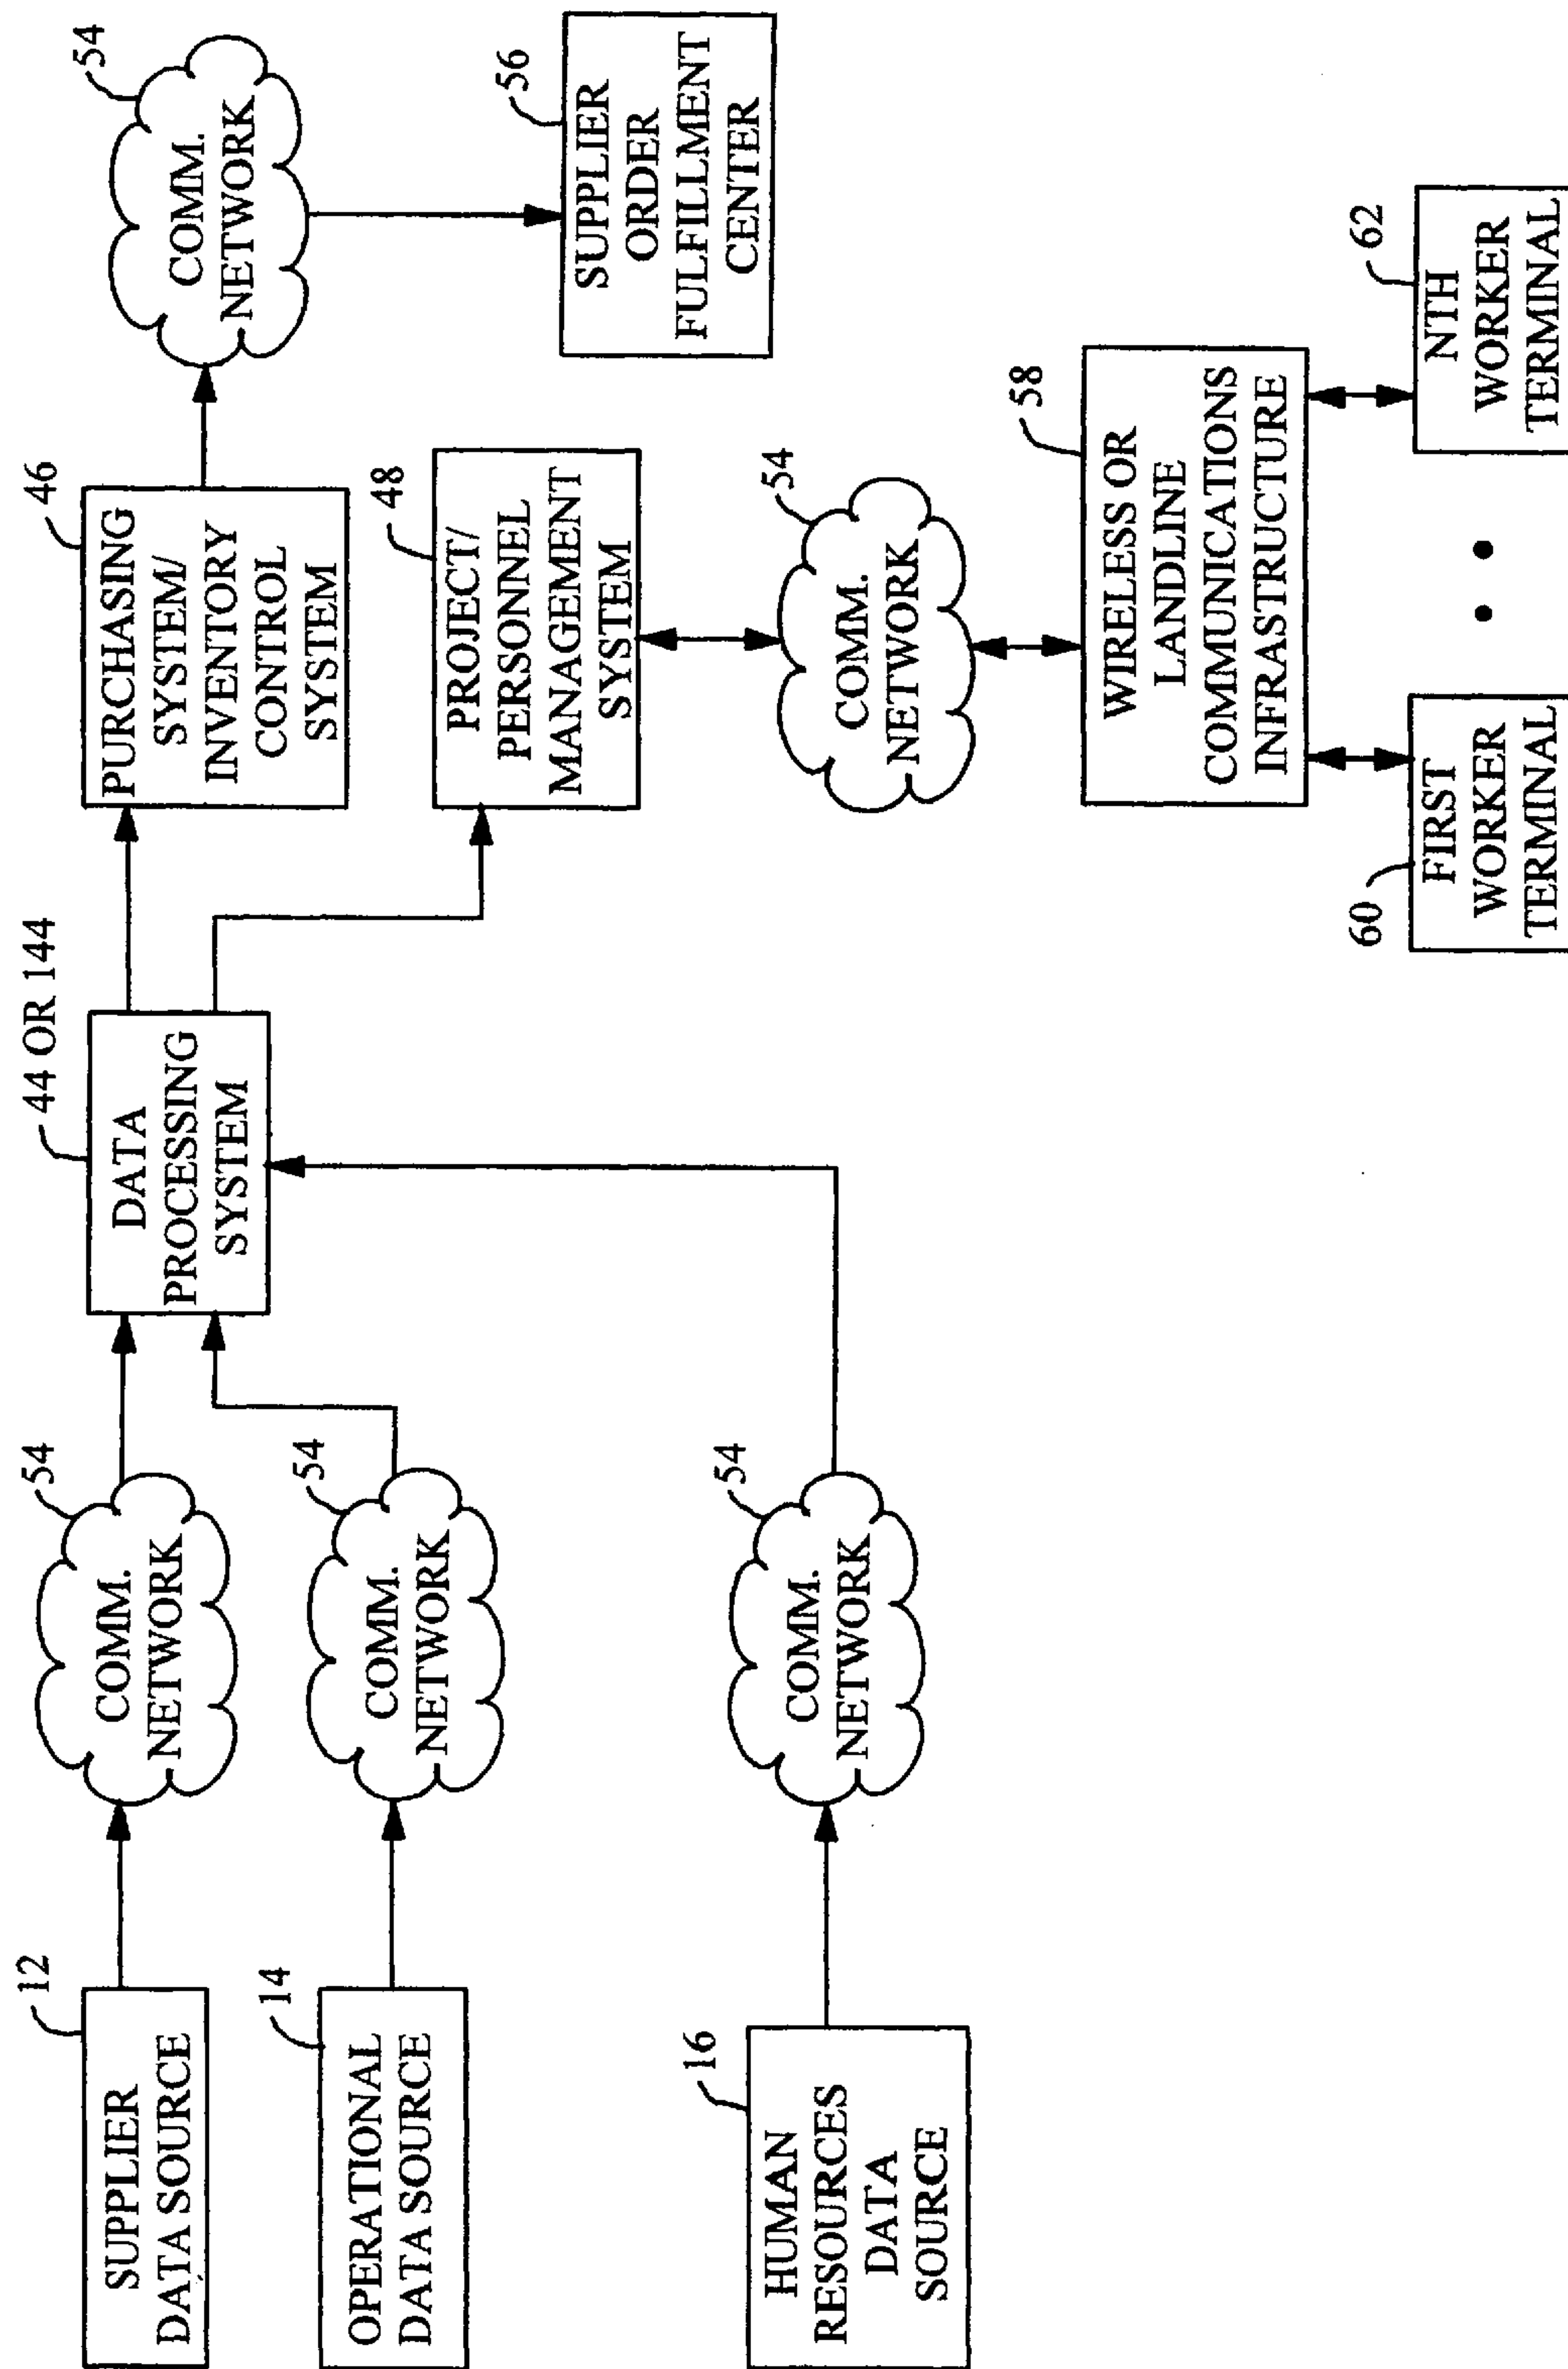 12
SUPPLIER
DATA SOURCE
14
OPERATIONAL
DATA SOURCE
16
HUMAN
RESOURCES
DATA
SOURCE
54
COMM.
NETWORK
54
COMM.
NETWORK
54
COMM.
NETWORK
44 OR 144
DATA
PROCESSING
SYSTEM
46
PURCHASING
SYSTEM/
INVENTORY
CONTROL
SYSTEM
48
PROJECT/
PERSONNEL
MANAGEMENT
SYSTEM
54
COMM.
NETWORK
56
SUPPLIER
ORDER
FULFILLMENT
CENTER
54
COMM.
NETWORK
58
WIRELESS OR
LANDLINE
COMMUNICATIONS
INFRASTRUCTURE
60
FIRST
WORKER
TERMINAL
62
NTH
WORKER
TERMINAL